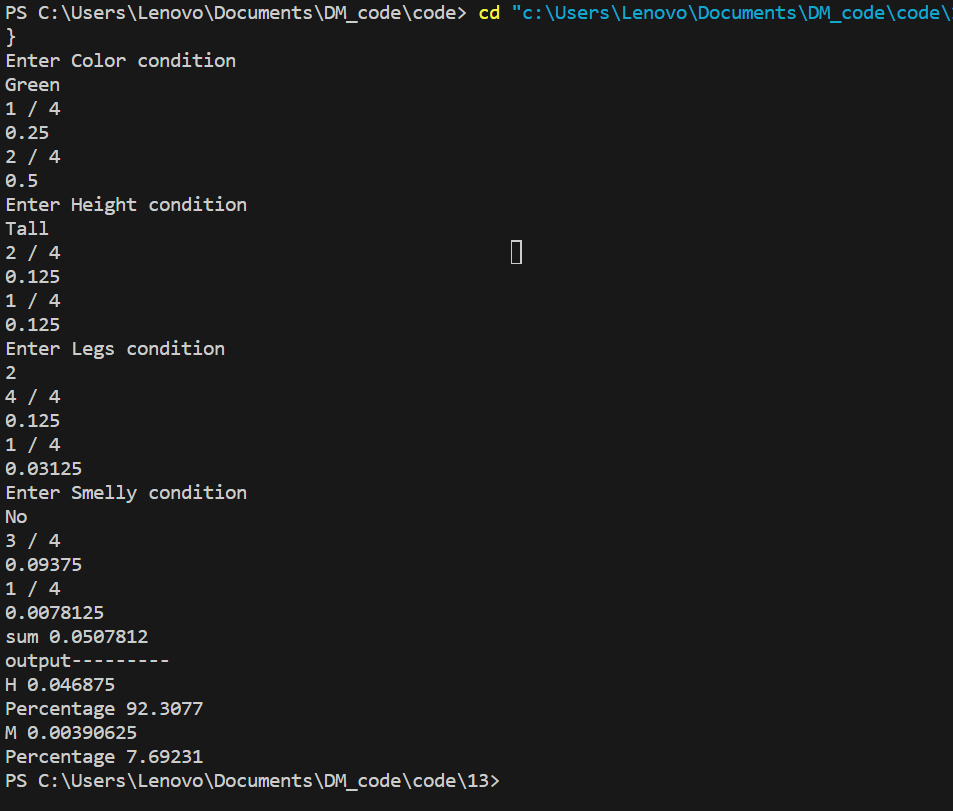 PS C:\Users\Lenovo\Documents\DM_code\code> cd "c:\Users\Lenovo\Documents\DM_code\code\
}
Enter Color condition
Green
1 / 4
0.25
2 / 4
0.5
Enter Height condition
Tall
2 / 4
0.125
1 / 4
0.125
Enter Legs condition
2
4 / 4
0.125
1 / 4
0.03125
Enter Smelly condition
No
3 / 4
0.09375
1 / 4
0.0078125
sum 0.0507812
output---------
H 0.046875
Percentage 92.3077
M 0.00390625
Percentage 7.69231
PS C:\Users\Lenovo\Documents\DM_code\code\13>